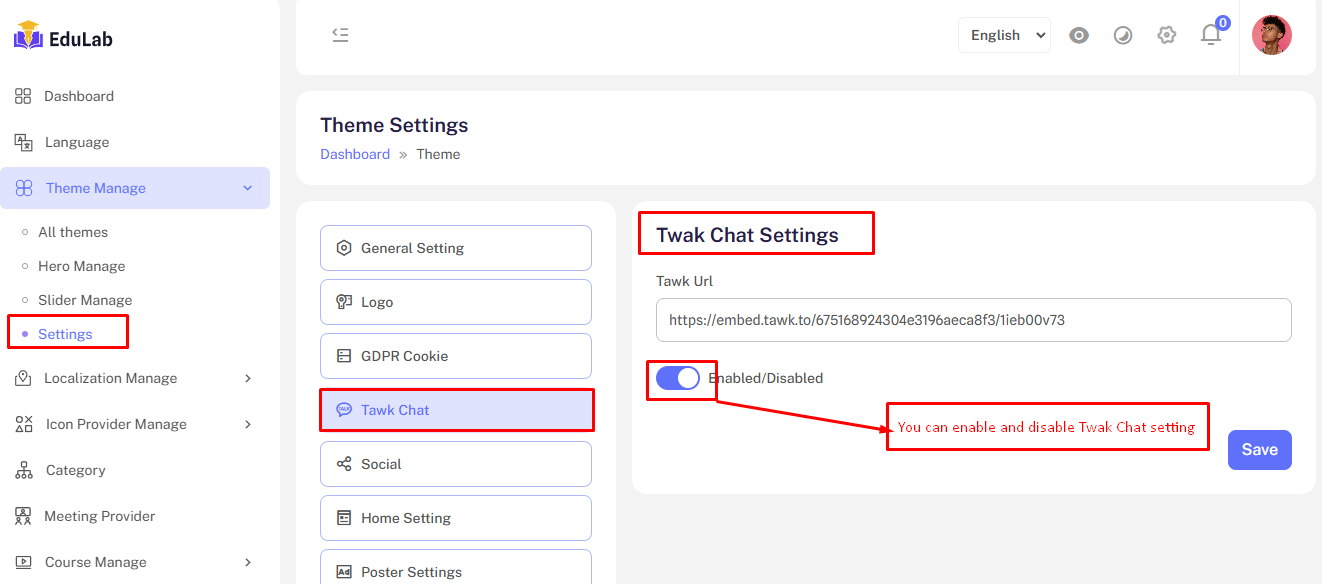 EduLab
English
0
Dashboard
Language
Theme Manage
All themes
Hero Manage
Slider Manage
Settings
Localization Manage
Icon Provider Manage
Category
Meeting Provider
Course Manage
Theme Settings
Dashboard » Theme
General Setting
Logo
GDPR Cookie
Tawk Chat
Social
Home Setting
Ad Poster Settings
Twak Chat Settings
Tawk Url
https://embed.tawk.to/675168924304e3196aeca8f3/1ieb00v73
Enabled/Disabled
You can enable and disable Twak Chat setting
Save